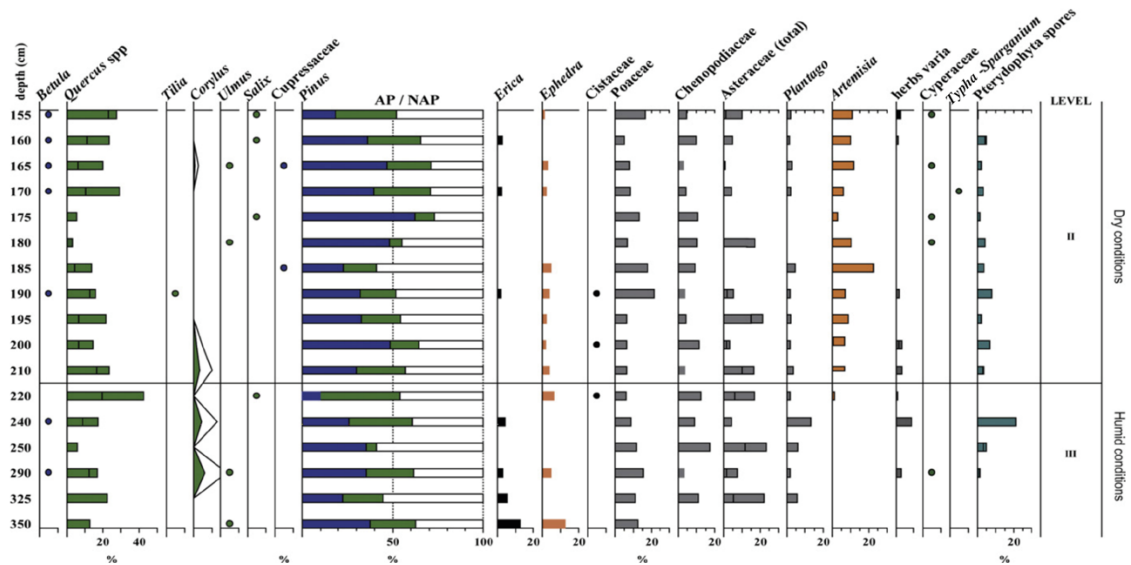 depth (cm)
Betula
Quercus spp
Tilia
Corylus
Ulmus
Salix
Cupressaceae
Pinus
AP / NAP
Erica
Ephedra
Cistaceae
Poaceae
Chenopodiaceae
Asteraceae (total)
Plantago
Artemisia
herbs varia
Cyperaceae
Typha -Sparganium
Pterydophyta spores
LEVEL
155
160
165
170
175
180
185
190
195
200
210
220
240
250
290
325
350
II
III
Dry conditions
Humid conditions
20 40 50 100 20 20 20 20 20 20 20 20
% % % % % % % %